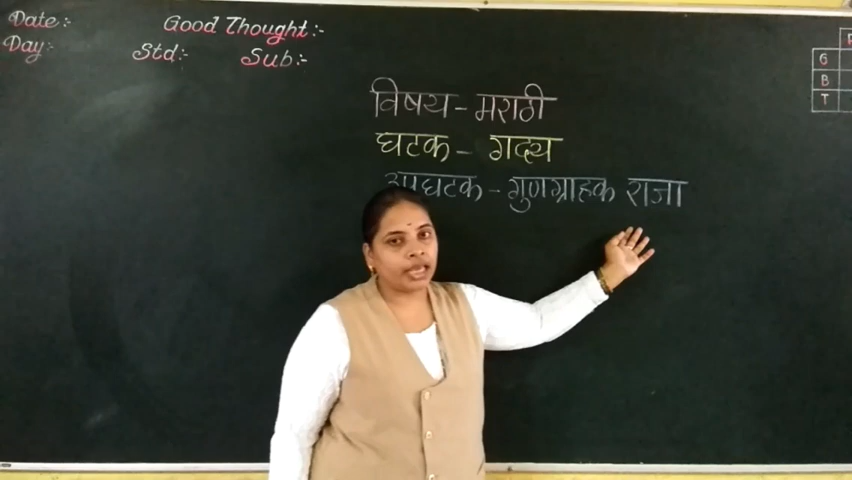 Date:- Good Thought:-
Day:- Std:- Sub:-
विषय - मराठी
घटक - गद्य
उपघटक - गुणग्राहक राजा
G
B
T